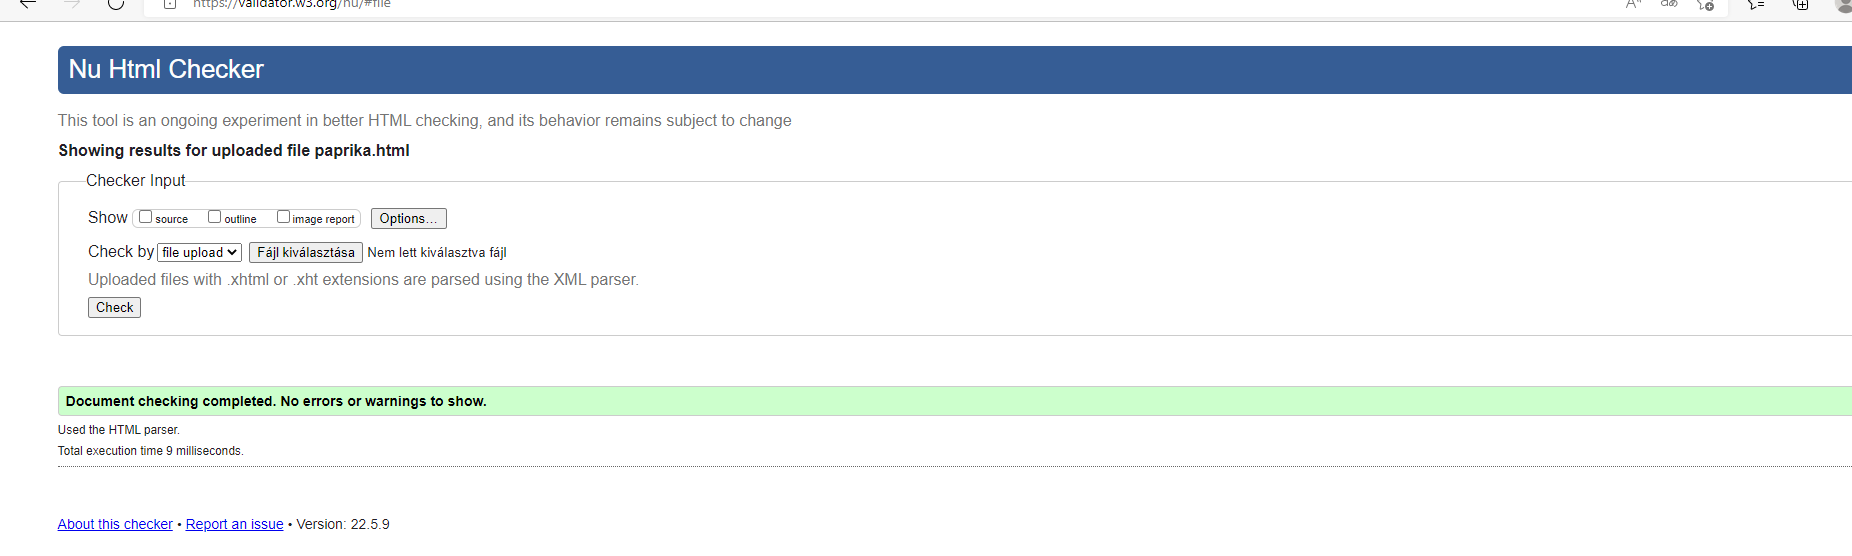 https://validator.w3.org/nu/#file
Nu Html Checker
This tool is an ongoing experiment in better HTML checking, and its behavior remains subject to change
Showing results for uploaded file paprika.html
Checker Input
Show source outline image report Options...
Check by file upload Fájl kiválasztása Nem lett kiválasztva fájl
Uploaded files with .xhtml or .xht extensions are parsed using the XML parser.
Check
Document checking completed. No errors or warnings to show.
Used the HTML parser.
Total execution time 9 milliseconds.
About this checker • Report an issue • Version: 22.5.9